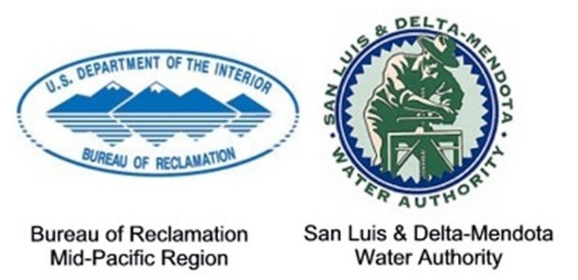 U.S. DEPARTMENT OF THE INTERIOR
BUREAU OF RECLAMATION
SAN LUIS & DELTA-MENDOTA
WATER AUTHORITY
Bureau of Reclamation
Mid-Pacific Region
San Luis & Delta-Mendota
Water Authority